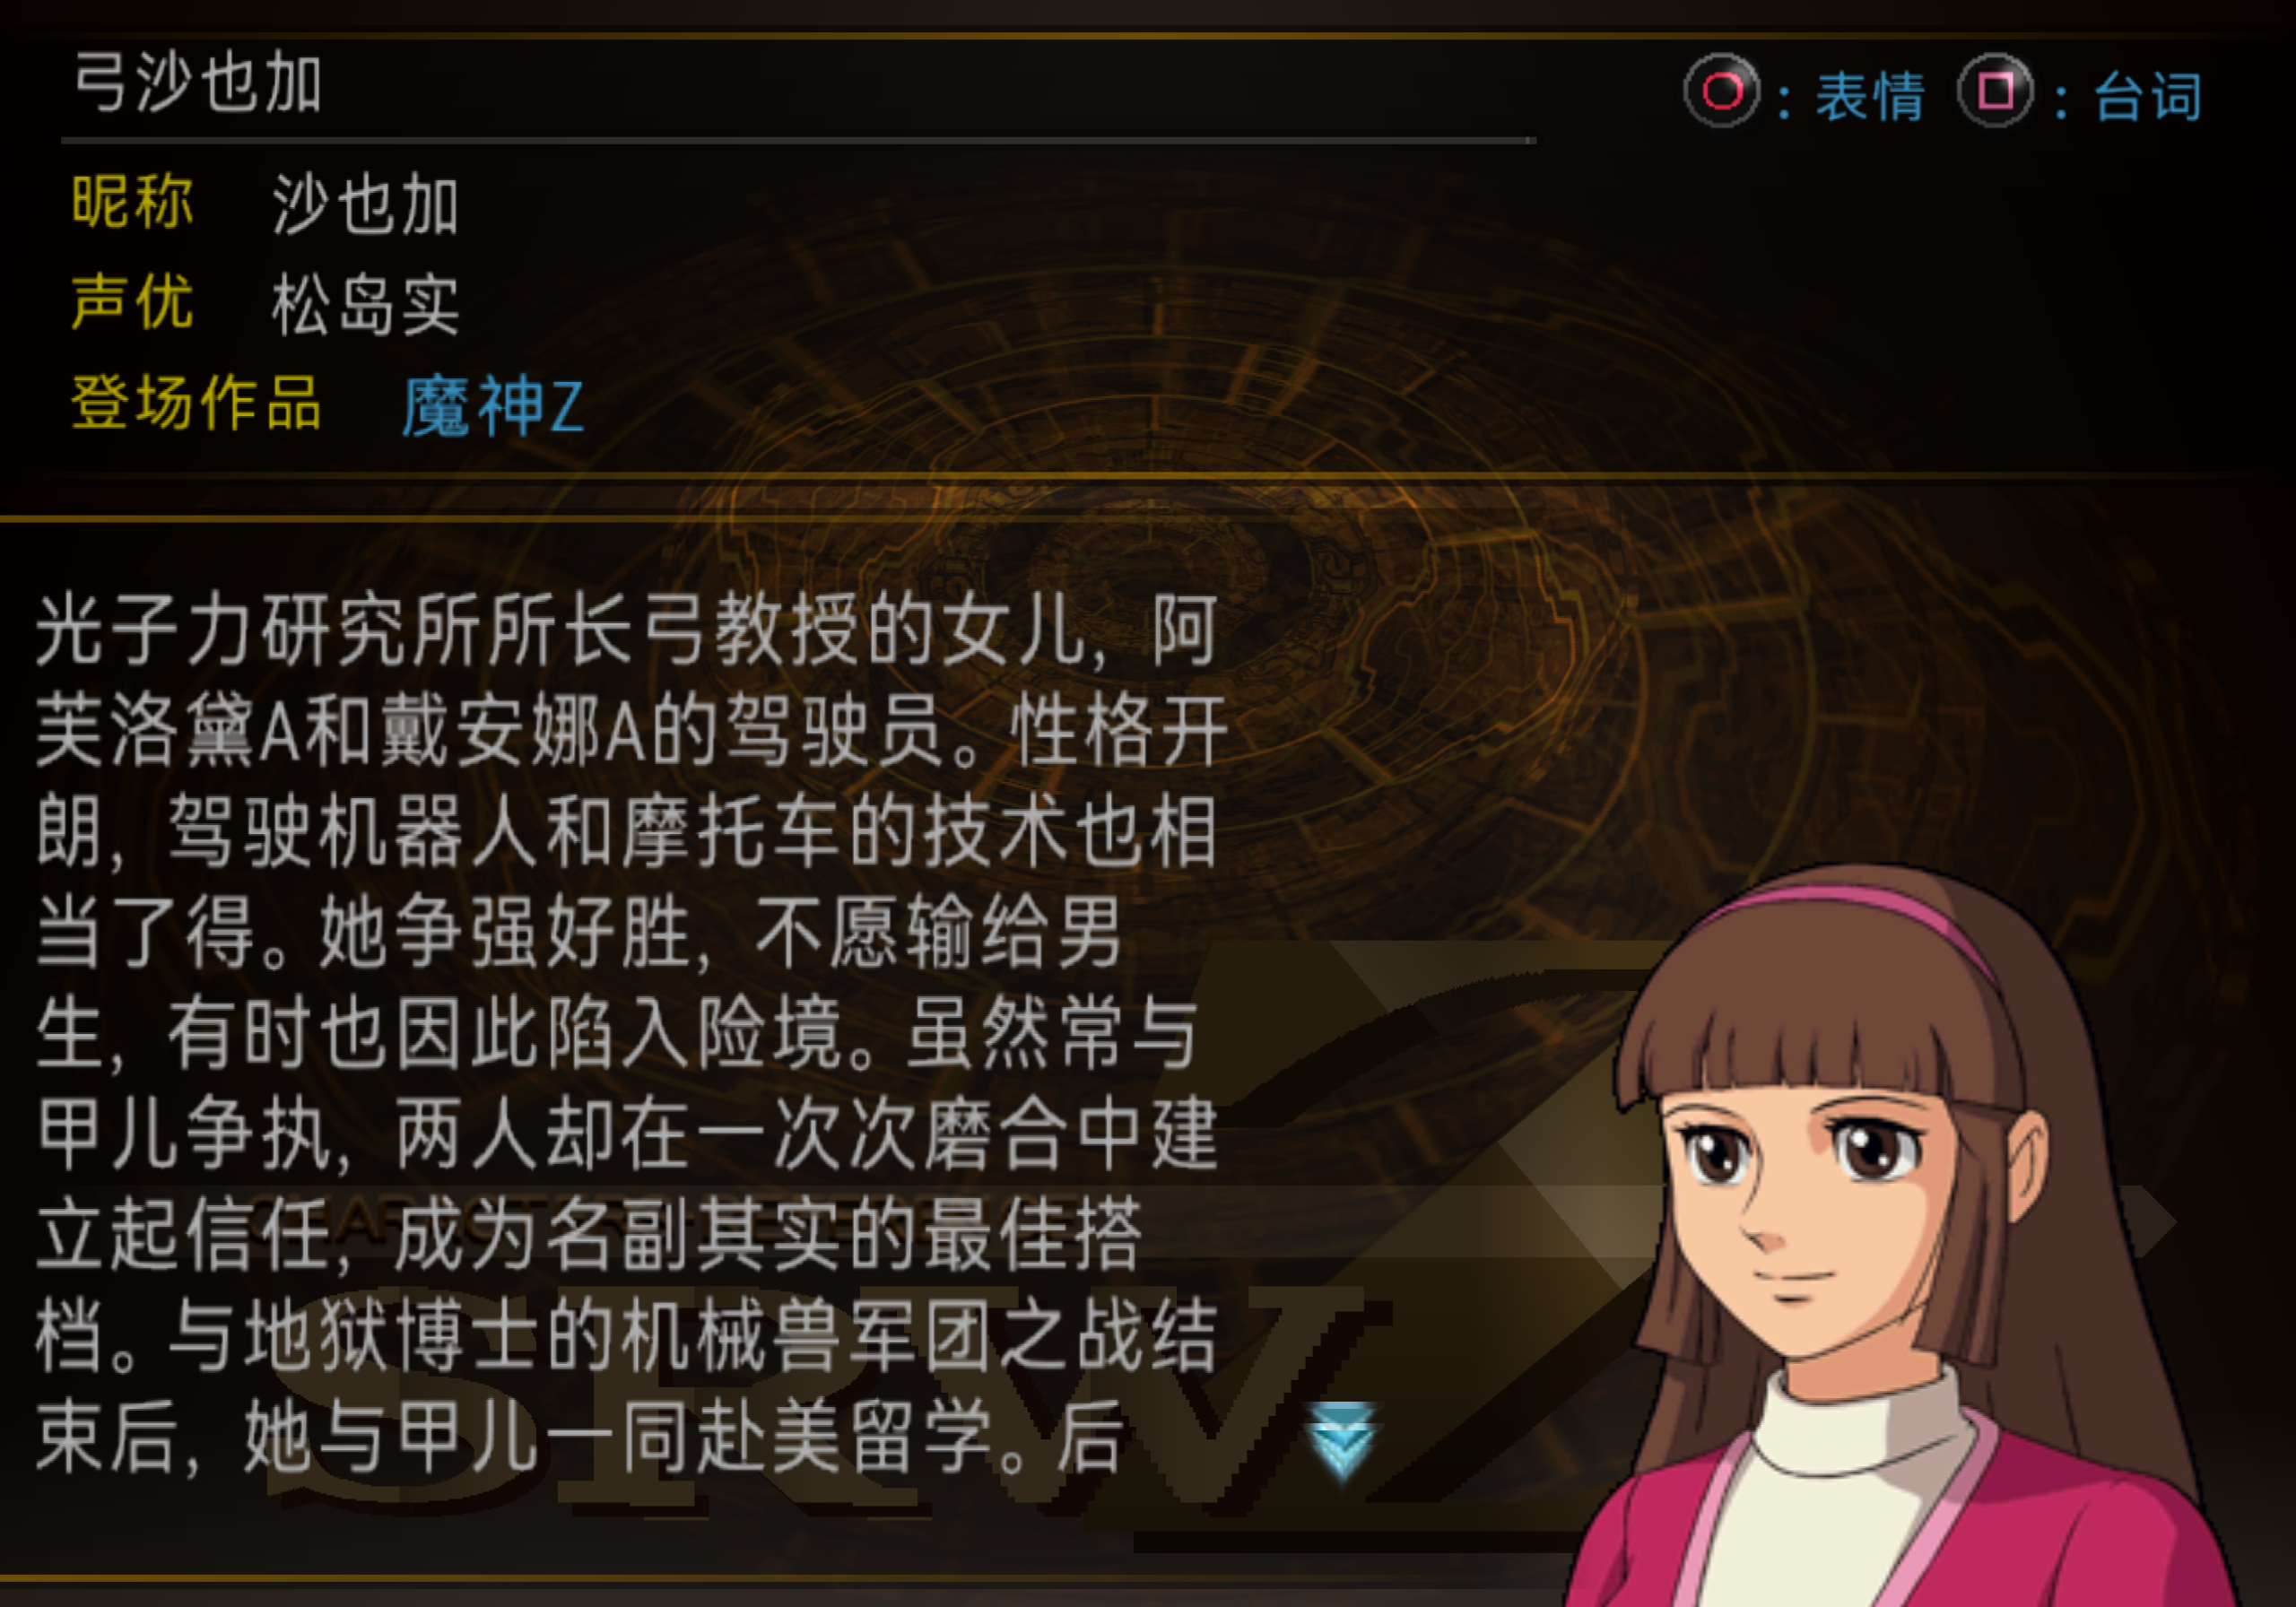 弓沙也加
：表情 ：台词
昵称 沙也加
声优 松岛实
登场作品 魔神Z
光子力研究所所长弓教授的女儿，阿
芙洛黛A和戴安娜A的驾驶员。性格开
朗，驾驶机器人和摩托车的技术也相
当了得。她争强好胜，不愿输给男
生，有时也因此陷入险境。虽然常与
甲儿争执，两人却在一次次磨合中建
立起信任，成为名副其实的最佳搭
档。与地狱博士的机械兽军团之战结
束后，她与甲儿一同赴美留学。后
SRWZ